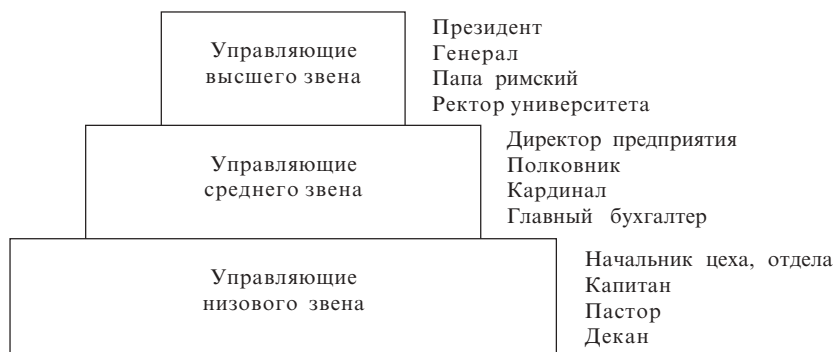 Управляющие
высшего звена
Президент
Генерал
Папа римский
Ректор университета
Управляющие
среднего звена
Директор предприятия
Полковник
Кардинал
Главный бухгалтер
Управляющие
низового звена
Начальник цеха, отдела
Капитан
Пастор
Декан